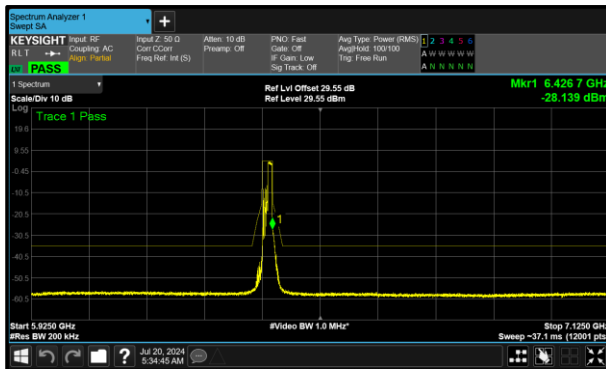 Spectrum Analyzer 1
Swept SA
+
KEYSIGHT
RLT
PASS
Input: RF
Coupling: AC
Align: Partial
Input Z: 50 Ω
Corr CCorr
Freq Ref: Int (S)
Atten: 10 dB
Preamp: Off
PNO: Fast
Gate: Off
IF Gain: Low
Sig Track: Off
Avg Type: Power (RMS)
Avg|Hold: 100/100
Trig: Free Run
1 2 3 4 5 6
A W W W W W
A N N N N N
1 Spectrum
Scale/Div 10 dB
Ref Lvl Offset 29.55 dB
Ref Level 29.55 dBm
Mkr1 6.426 7 GHz
-28.139 dBm
Log
Trace 1 Pass
19.6
9.55
-0.45
-10.5
-20.5
-30.5
-40.5
-50.5
-60.5
1
Start 5.9250 GHz
#Res BW 200 kHz
#Video BW 1.0 MHz*
Stop 7.1250 GHz
Sweep ~37.1 ms (12001 pts)
?
Jul 20, 2024
5:34:45 AM